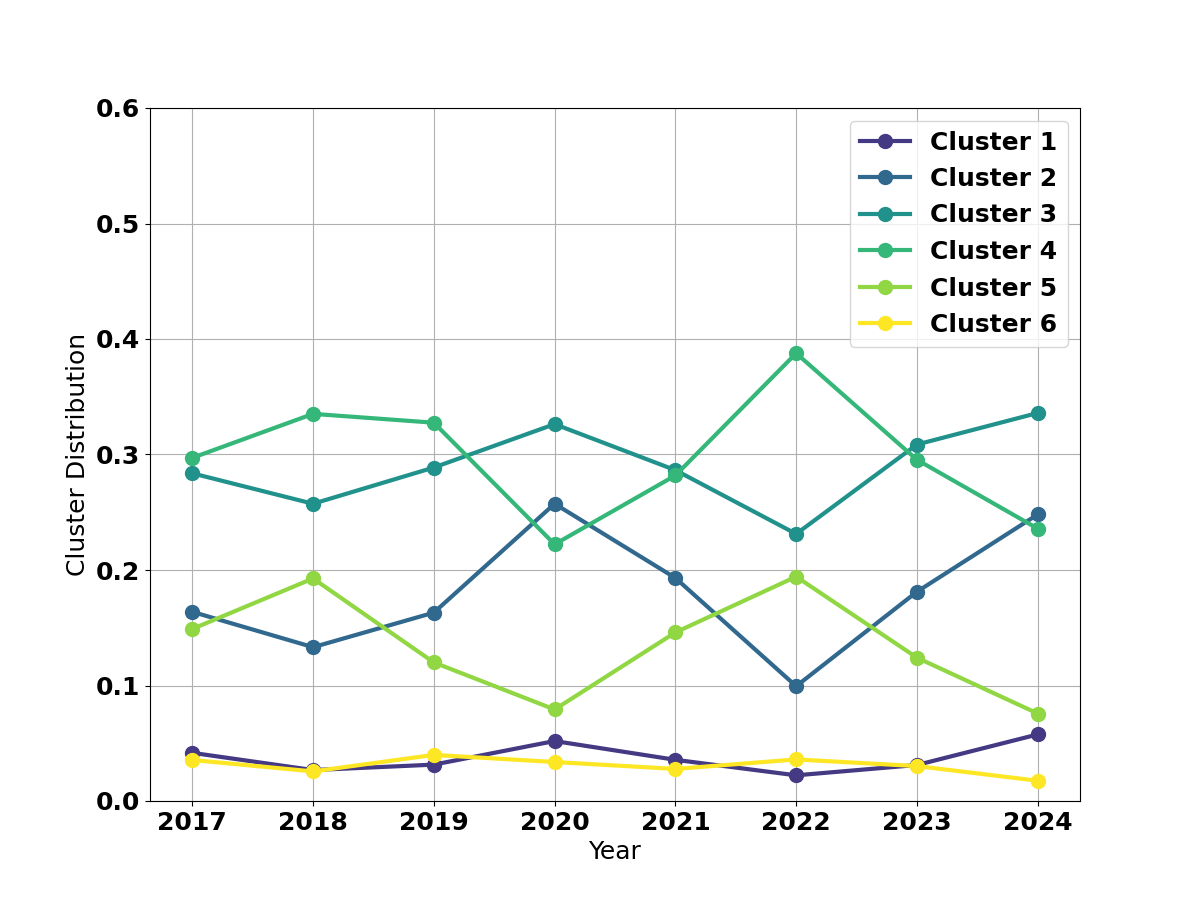 0.6
0.5
0.4
0.3
0.2
0.1
0.0
Cluster Distribution
Cluster 1
Cluster 2
Cluster 3
Cluster 4
Cluster 5
Cluster 6
2017 2018 2019 2020 2021 2022 2023 2024
Year